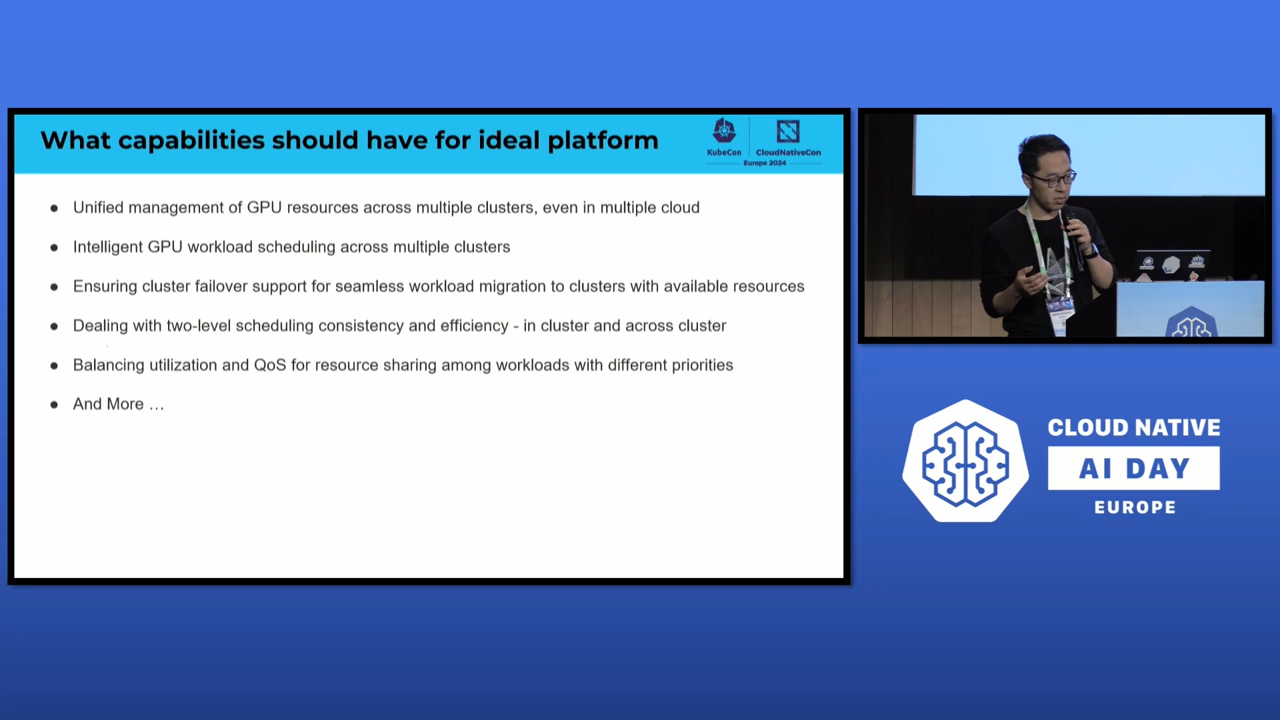 What capabilities should have for ideal platform
KubeCon
CloudNativeCon
Europe 2024
● Unified management of GPU resources across multiple clusters, even in multiple cloud
● Intelligent GPU workload scheduling across multiple clusters
● Ensuring cluster failover support for seamless workload migration to clusters with available resources
● Dealing with two-level scheduling consistency and efficiency - in cluster and across cluster
● Balancing utilization and QoS for resource sharing among workloads with different priorities
● And More …
CLOUD NATIVE
AI DAY
EUROPE